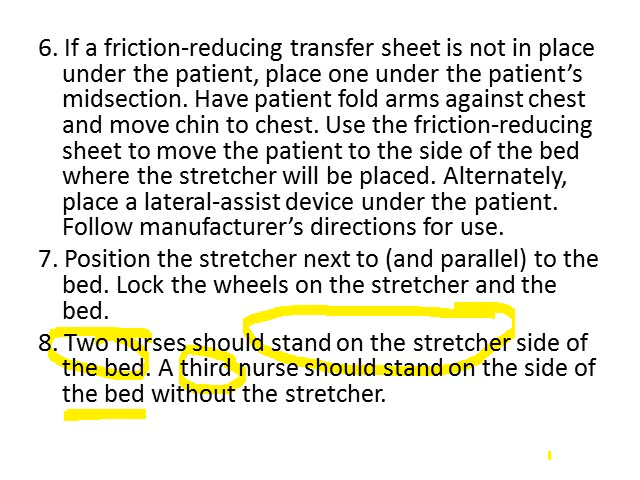 6. If a friction-reducing transfer sheet is not in place
under the patient, place one under the patient’s
midsection. Have patient fold arms against chest
and move chin to chest. Use the friction-reducing
sheet to move the patient to the side of the bed
where the stretcher will be placed. Alternately,
place a lateral-assist device under the patient.
Follow manufacturer’s directions for use.
7. Position the stretcher next to (and parallel) to the
bed. Lock the wheels on the stretcher and the
bed.
8. Two nurses should stand on the stretcher side of
the bed. A third nurse should stand on the side of
the bed without the stretcher.